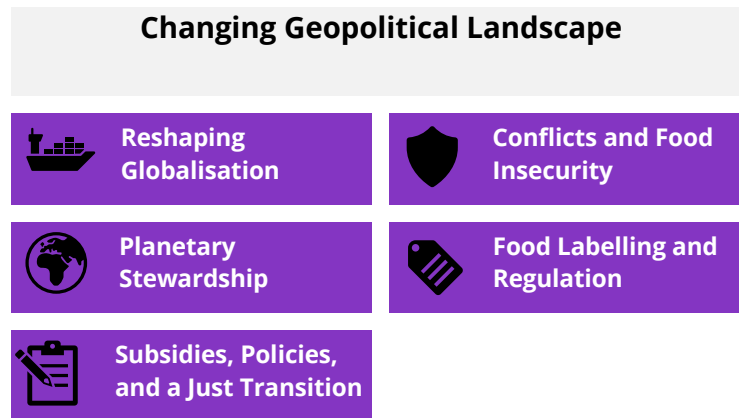 Changing Geopolitical Landscape
Reshaping
Globalisation
Conflicts and Food
Insecurity
Planetary
Stewardship
Food Labelling and
Regulation
Subsidies, Policies,
and a Just Transition